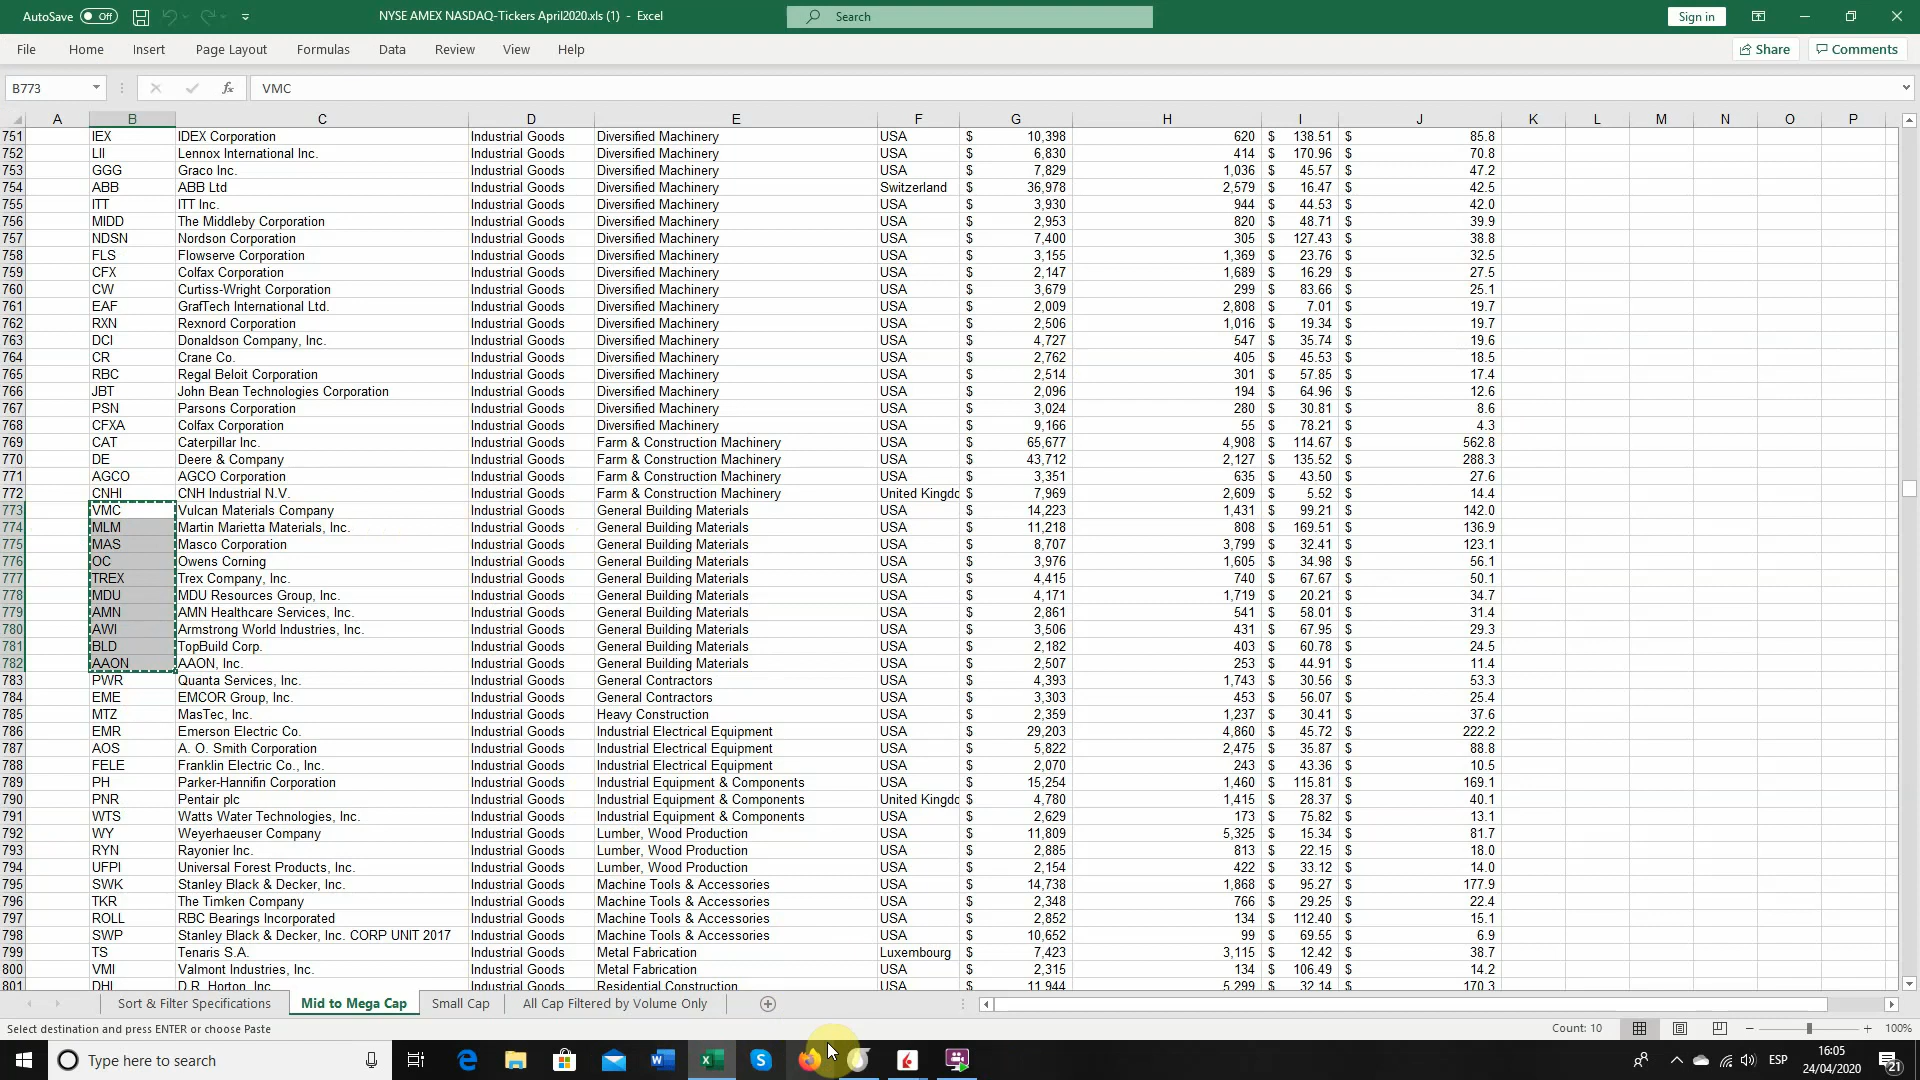 AutoSave Off NYSE AMEX NASDAQ-Tickers April2020.xls (1) - Excel Search Sign in
File Home Insert Page Layout Formulas Data Review View Help Share Comments
B773 fx VMC
A B C D E F G H I J K L M N O P
751 IEX IDEX Corporation Industrial Goods Diversified Machinery USA $ 10,398 620 $ 138.51 $ 85.8
752 LII Lennox International Inc. Industrial Goods Diversified Machinery USA $ 6,830 414 $ 170.96 $ 70.8
753 GGG Graco Inc. Industrial Goods Diversified Machinery USA $ 7,829 1,036 $ 45.57 $ 47.2
754 ABB ABB Ltd Industrial Goods Diversified Machinery Switzerland $ 36,978 2,579 $ 16.47 $ 42.5
755 ITT ITT Inc. Industrial Goods Diversified Machinery USA $ 3,930 944 $ 44.53 $ 42.0
756 MIDD The Middleby Corporation Industrial Goods Diversified Machinery USA $ 2,953 820 $ 48.71 $ 39.9
757 NDSN Nordson Corporation Industrial Goods Diversified Machinery USA $ 7,400 305 $ 127.43 $ 38.8
758 FLS Flowserve Corporation Industrial Goods Diversified Machinery USA $ 3,155 1,369 $ 23.76 $ 32.5
759 CFX Colfax Corporation Industrial Goods Diversified Machinery USA $ 2,147 1,689 $ 16.29 $ 27.5
760 CW Curtiss-Wright Corporation Industrial Goods Diversified Machinery USA $ 3,679 299 $ 83.66 $ 25.1
761 EAF GrafTech International Ltd. Industrial Goods Diversified Machinery USA $ 2,009 2,808 $ 7.01 $ 19.7
762 RXN Rexnord Corporation Industrial Goods Diversified Machinery USA $ 2,506 1,016 $ 19.34 $ 19.7
763 DCI Donaldson Company, Inc. Industrial Goods Diversified Machinery USA $ 4,727 547 $ 35.74 $ 19.6
764 CR Crane Co. Industrial Goods Diversified Machinery USA $ 2,762 405 $ 45.53 $ 18.5
765 RBC Regal Beloit Corporation Industrial Goods Diversified Machinery USA $ 2,514 301 $ 57.85 $ 17.4
766 JBT John Bean Technologies Corporation Industrial Goods Diversified Machinery USA $ 2,096 194 $ 64.96 $ 12.6
767 PSN Parsons Corporation Industrial Goods Diversified Machinery USA $ 3,024 280 $ 30.81 $ 8.6
768 CFXA Colfax Corporation Industrial Goods Diversified Machinery USA $ 9,166 55 $ 78.21 $ 4.3
769 CAT Caterpillar Inc. Industrial Goods Farm & Construction Machinery USA $ 65,677 4,908 $ 114.67 $ 562.8
770 DE Deere & Company Industrial Goods Farm & Construction Machinery USA $ 43,712 2,127 $ 135.52 $ 288.3
771 AGCO AGCO Corporation Industrial Goods Farm & Construction Machinery USA $ 3,351 635 $ 43.50 $ 27.6
772 CNHI CNH Industrial N.V. Industrial Goods Farm & Construction Machinery United Kingdo $ 7,969 2,609 $ 5.52 $ 14.4
773 VMC Vulcan Materials Company Industrial Goods General Building Materials USA $ 14,223 1,431 $ 99.21 $ 142.0
774 MLM Martin Marietta Materials, Inc. Industrial Goods General Building Materials USA $ 11,218 808 $ 169.51 $ 136.9
775 MAS Masco Corporation Industrial Goods General Building Materials USA $ 8,707 3,799 $ 32.41 $ 123.1
776 OC Owens Corning Industrial Goods General Building Materials USA $ 3,976 1,605 $ 34.98 $ 56.1
777 TREX Trex Company, Inc. Industrial Goods General Building Materials USA $ 4,415 740 $ 67.67 $ 50.1
778 MDU MDU Resources Group, Inc. Industrial Goods General Building Materials USA $ 4,171 1,719 $ 20.21 $ 34.7
779 AMN AMN Healthcare Services, Inc. Industrial Goods General Building Materials USA $ 2,861 541 $ 58.01 $ 31.4
780 AWI Armstrong World Industries, Inc. Industrial Goods General Building Materials USA $ 3,506 431 $ 67.95 $ 29.3
781 BLD TopBuild Corp. Industrial Goods General Building Materials USA $ 2,182 403 $ 60.78 $ 24.5
782 AAON AAON, Inc. Industrial Goods General Building Materials USA $ 2,507 253 $ 44.91 $ 11.4
783 PWR Quanta Services, Inc. Industrial Goods General Contractors USA $ 4,393 1,743 $ 30.56 $ 53.3
784 EME EMCOR Group, Inc. Industrial Goods General Contractors USA $ 3,303 453 $ 56.07 $ 25.4
785 MTZ MasTec, Inc. Industrial Goods Heavy Construction USA $ 2,359 1,237 $ 30.41 $ 37.6
786 EMR Emerson Electric Co. Industrial Goods Industrial Electrical Equipment USA $ 29,203 4,860 $ 45.72 $ 222.2
787 AOS A. O. Smith Corporation Industrial Goods Industrial Electrical Equipment USA $ 5,822 2,475 $ 35.87 $ 88.8
788 FELE Franklin Electric Co., Inc. Industrial Goods Industrial Electrical Equipment USA $ 2,070 243 $ 43.36 $ 10.5
789 PH Parker-Hannifin Corporation Industrial Goods Industrial Equipment & Components USA $ 15,254 1,460 $ 115.81 $ 169.1
790 PNR Pentair plc Industrial Goods Industrial Equipment & Components United Kingdo $ 4,780 1,415 $ 28.37 $ 40.1
791 WTS Watts Water Technologies, Inc. Industrial Goods Industrial Equipment & Components USA $ 2,629 173 $ 75.82 $ 13.1
792 WY Weyerhaeuser Company Industrial Goods Lumber, Wood Production USA $ 11,809 5,325 $ 15.34 $ 81.7
793 RYN Rayonier Inc. Industrial Goods Lumber, Wood Production USA $ 2,885 813 $ 22.15 $ 18.0
794 UFPI Universal Forest Products, Inc. Industrial Goods Lumber, Wood Production USA $ 2,154 422 $ 33.12 $ 14.0
795 SWK Stanley Black & Decker, Inc. Industrial Goods Machine Tools & Accessories USA $ 14,738 1,868 $ 95.27 $ 177.9
796 TKR The Timken Company Industrial Goods Machine Tools & Accessories USA $ 2,348 766 $ 29.25 $ 22.4
797 ROLL RBC Bearings Incorporated Industrial Goods Machine Tools & Accessories USA $ 2,852 134 $ 112.40 $ 15.1
798 SWP Stanley Black & Decker, Inc. CORP UNIT 2017 Industrial Goods Machine Tools & Accessories USA $ 10,652 99 $ 69.55 $ 6.9
799 TS Tenaris S.A. Industrial Goods Metal Fabrication Luxembourg $ 7,423 3,115 $ 12.42 $ 38.7
800 VMI Valmont Industries, Inc. Industrial Goods Metal Fabrication USA $ 2,315 134 $ 106.49 $ 14.2
801 DHI D.R. Horton, Inc. Industrial Goods Residential Construction USA $ 11,944 5,299 $ 32.14 $ 170.3
Sort & Filter Specifications Mid to Mega Cap Small Cap All Cap Filtered by Volume Only
Select destination and press ENTER or choose Paste Count: 10 100%
Type here to search ESP 16:05
24/04/2020 21